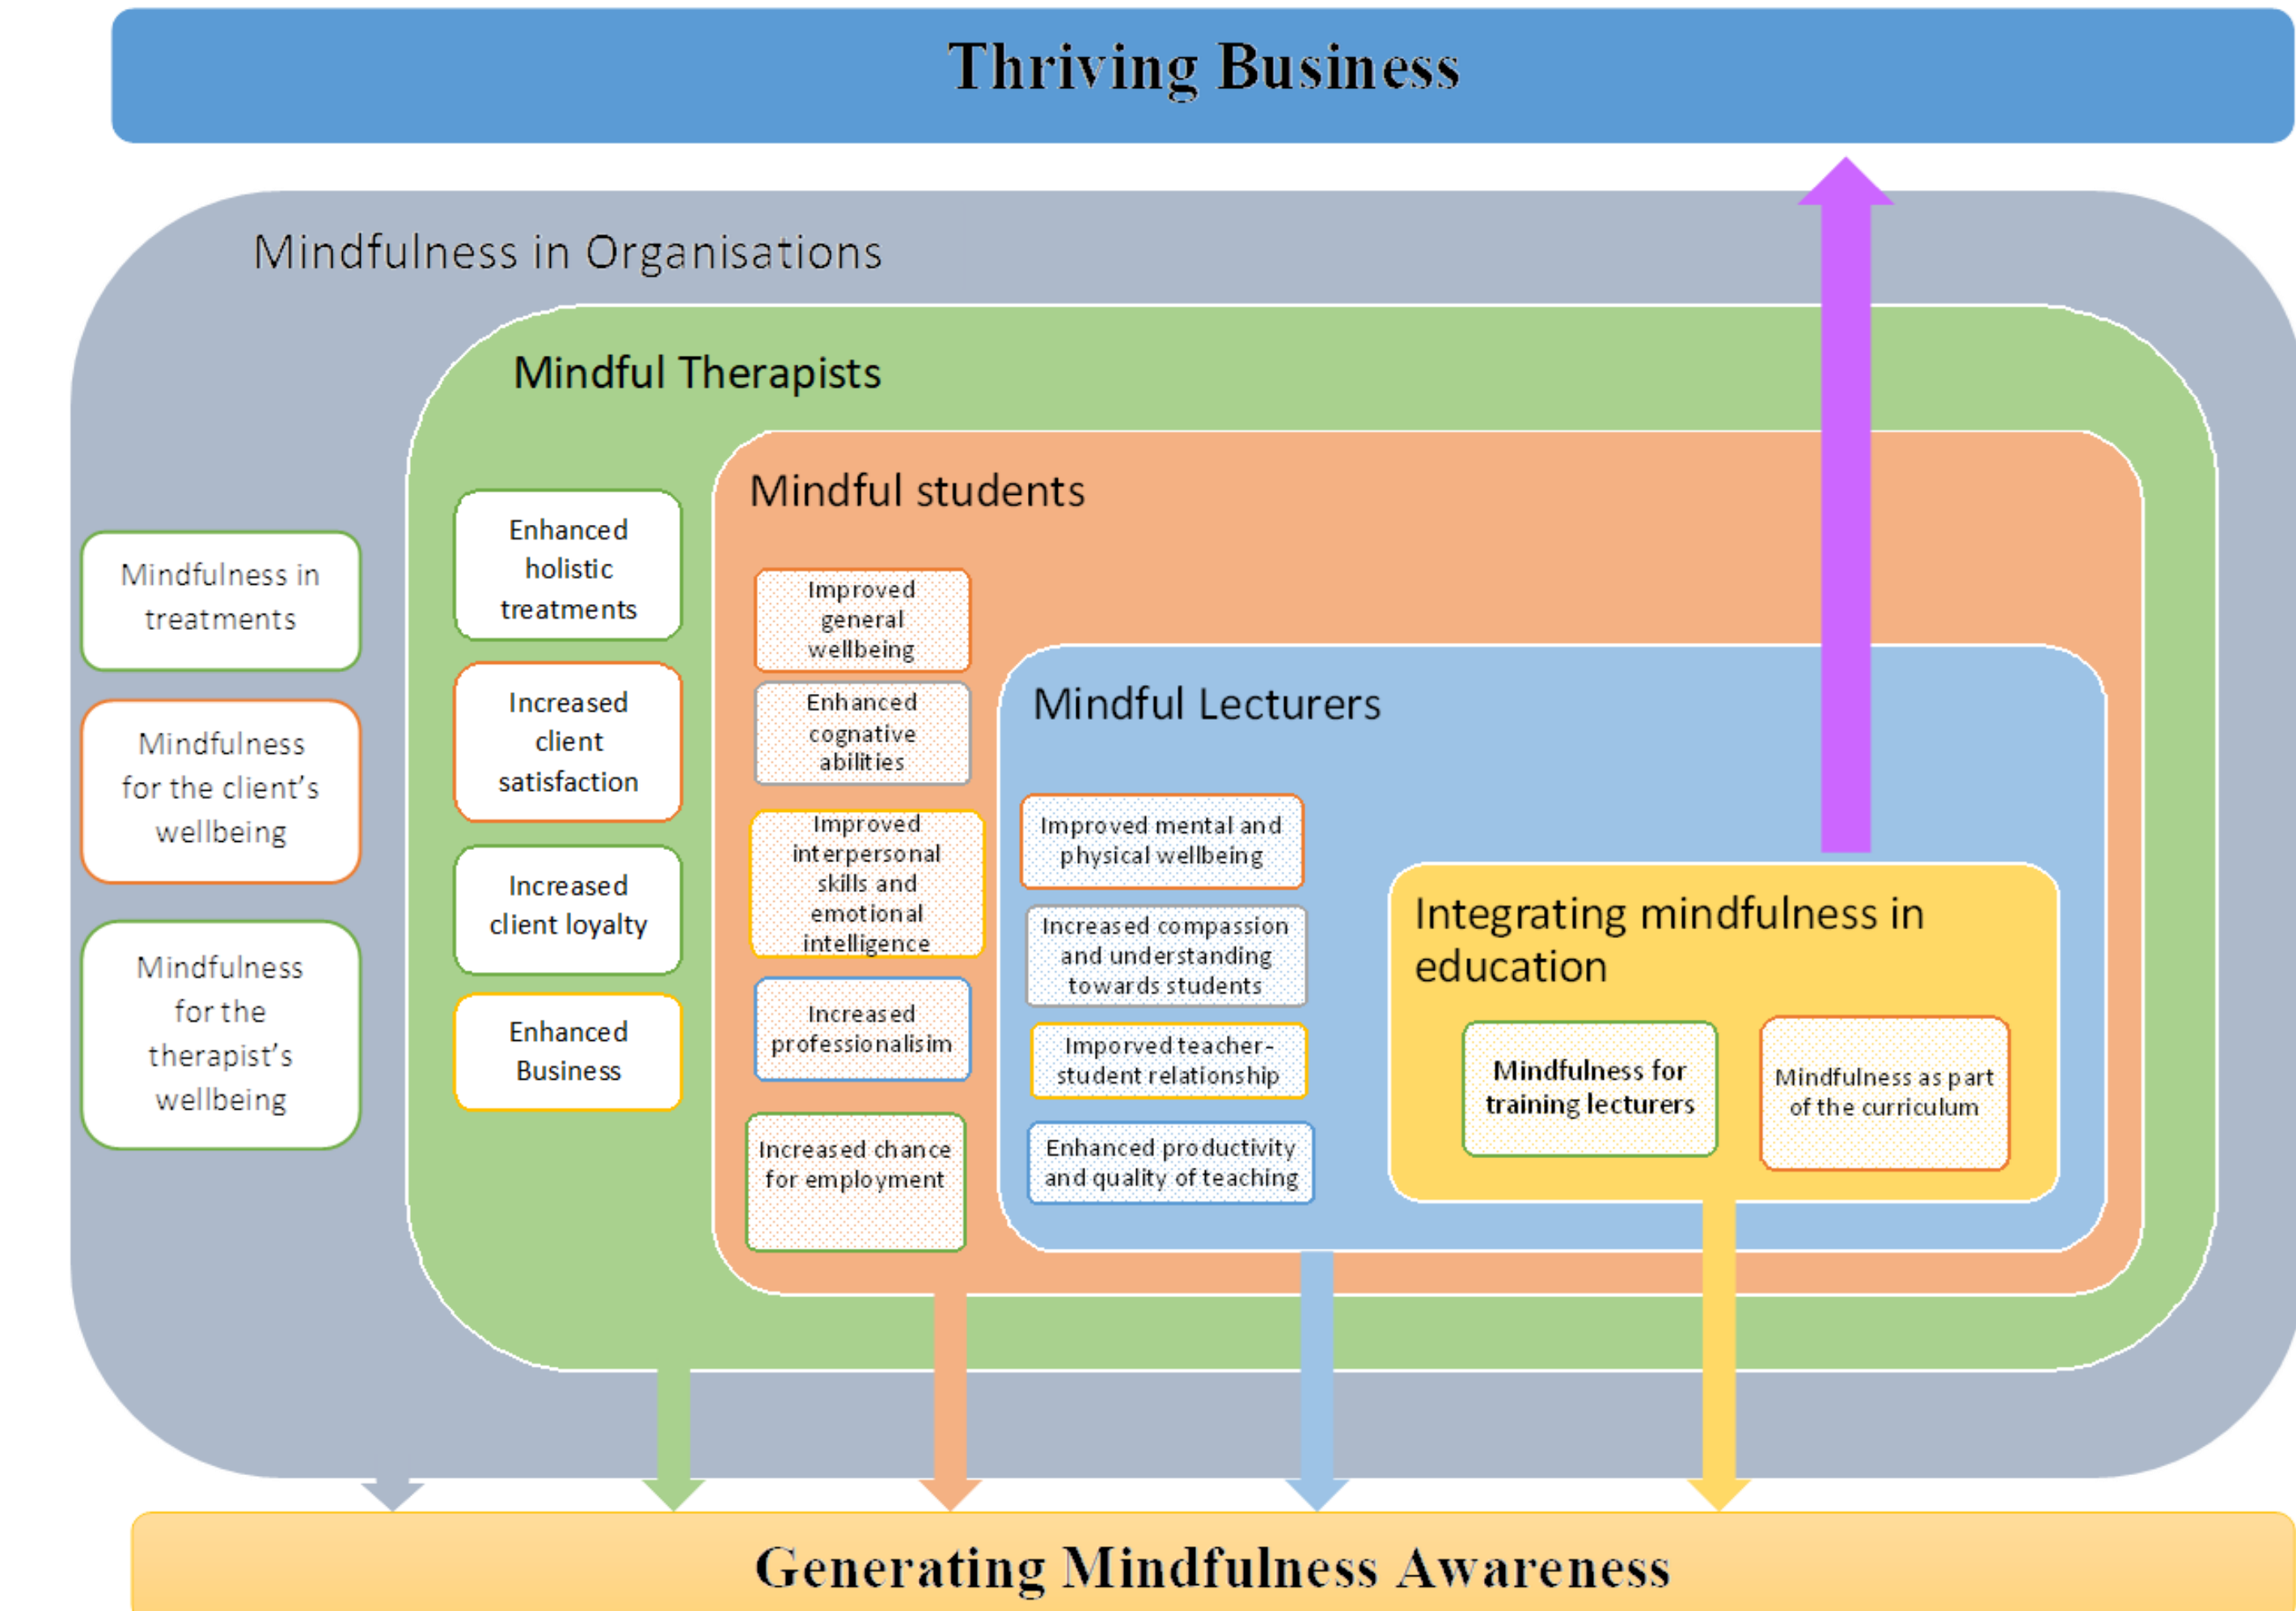 Thriving Business
Mindfulness in Organisations
Mindfulness in
treatments
Mindfulness
for the client's
wellbeing
Mindfulness
for the
therapist's
wellbeing
Mindful Therapists
Enhanced
holistic
treatments
Increased
client
satisfaction
Increased
client loyalty
Enhanced
Business
Mindful students
Improved
general
wellbeing
Enhanced
cognative
abilities
Improved
interpersonal
skills and
emotional
intelligence
Increased
professionalisim
Increased chance
for employment
Mindful Lecturers
Improved mental and
physical wellbeing
Increased compassion
and understanding
towards students
Imporved teacher-
student relationship
Enhanced productivity
and quality of teaching
Integrating mindfulness in
education
Mindfulness for
training lecturers
Mindfulness as part
of the curriculum
Generating Mindfulness Awareness